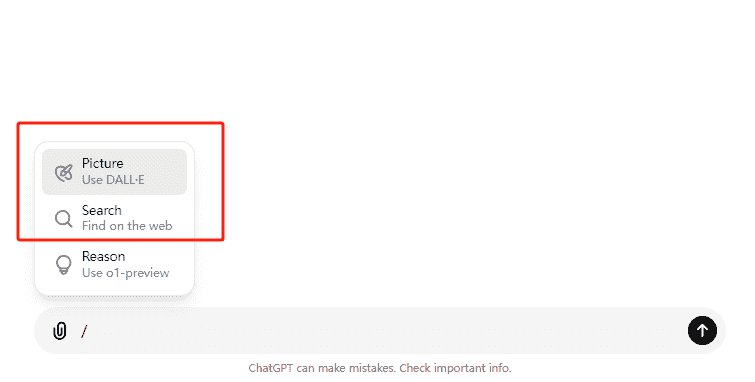 Picture
Use DALL·E
Search
Find on the web
Reason
Use o1-preview
/
ChatGPT can make mistakes. Check important info.